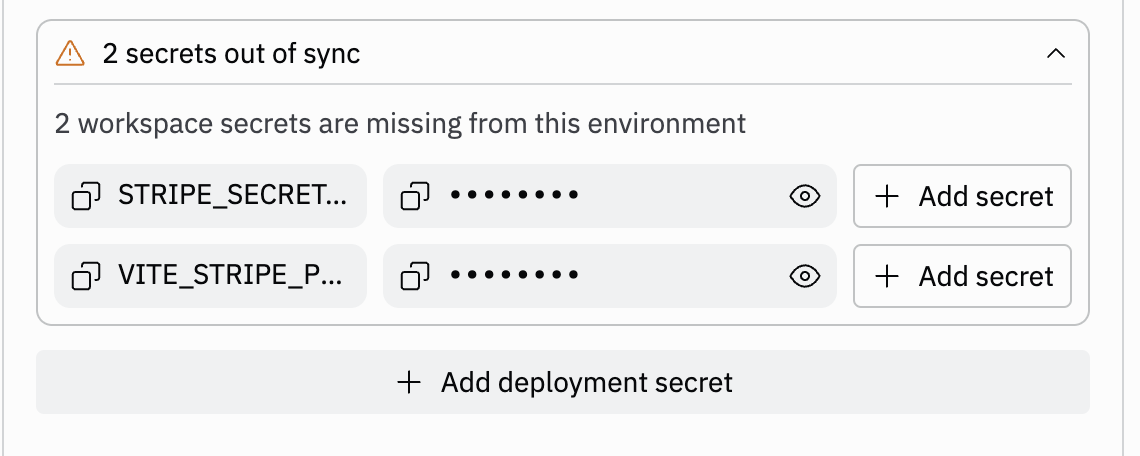 2 secrets out of sync
2 workspace secrets are missing from this environment
STRIPE_SECRET... •••••••• Add secret
VITE_STRIPE_P... •••••••• Add secret
Add deployment secret